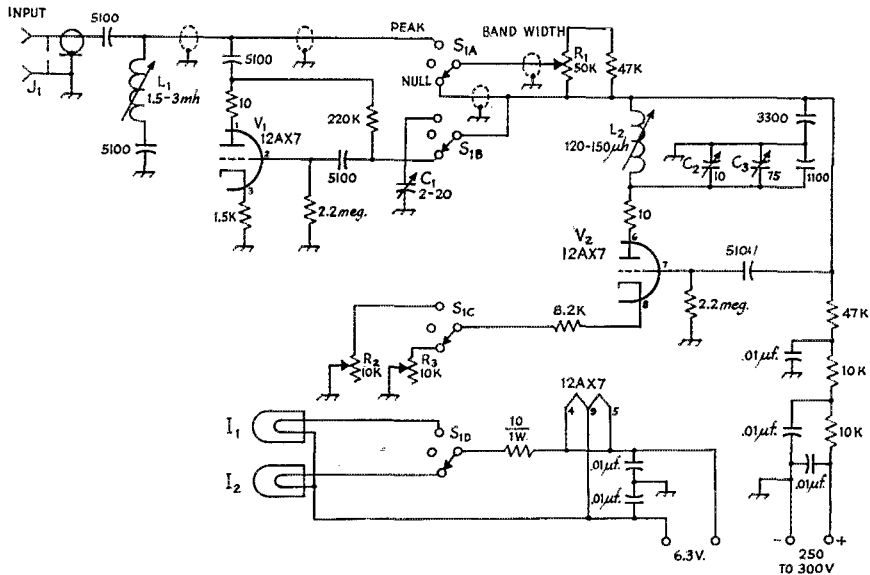 INPUT
J1
5100
L1
1.5-3mh
5100
5100
10
V1
12AX7
1
2
3
220K
5100
1.5K
2.2meg.
PEAK
S1A
NULL
S1B
C1
2-20
BAND WIDTH
R1
50K
47K
L2
120-150μh
3300
C2
10
C3
75
1100
10
V2
12AX7
6
7
8
2.2meg.
8.2K
S1C
R2
10K
R3
10K
47K
.01μf.
10K
.01μf.
10K
.01μf.
I1
I2
S1D
10
1W.
12AX7
4 9 5
.01μf.
.01μf.
6.3V.
- +
250
TO 300V